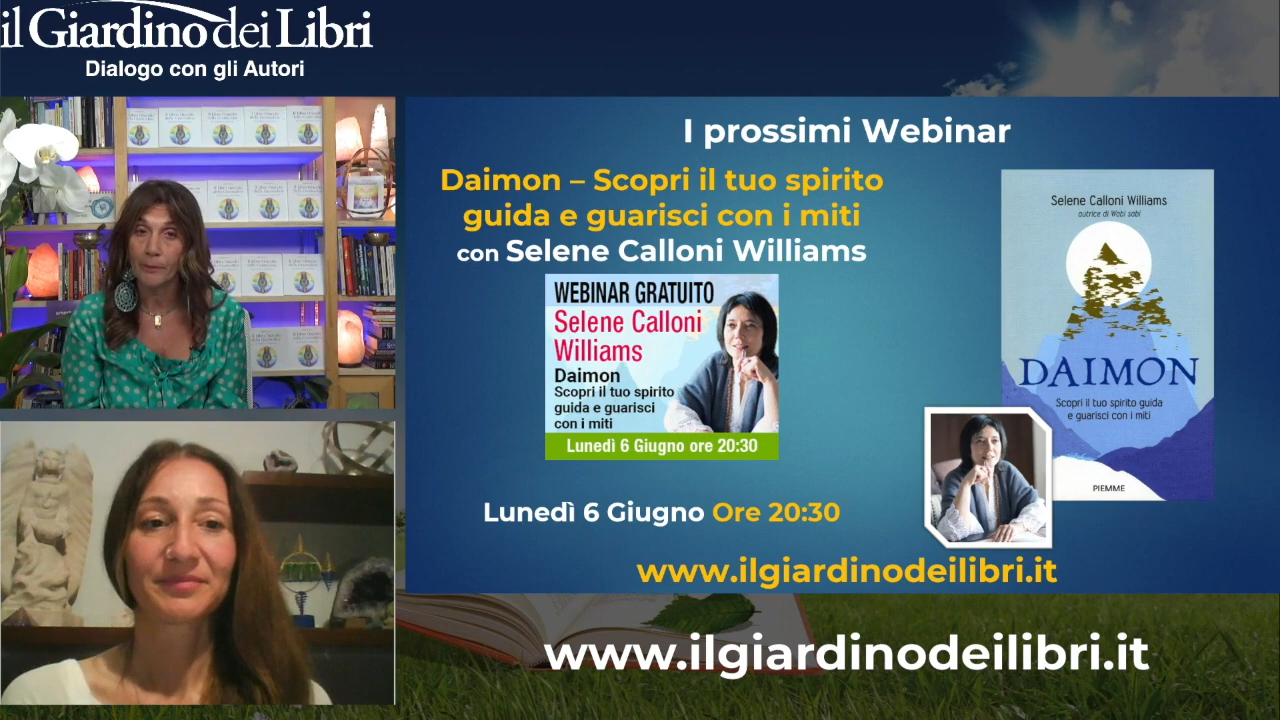 il Giardino dei Libri
Dialogo con gli Autori
I prossimi Webinar
Daimon – Scopri il tuo spirito
guida e guarisci con i miti
con Selene Calloni Williams
WEBINAR GRATUITO
Selene Calloni
Williams
Daimon
Scopri il tuo spirito
guida e guarisci
con i miti
Lunedì 6 Giugno ore 20:30
Lunedì 6 Giugno Ore 20:30
Selene Calloni Williams
autrice di Wabi sabi
DAIMON
Scopri il tuo spirito guida
e guarisci con i miti
PIEMME
www.ilgiardinodeilibri.it
www.ilgiardinodeilibri.it